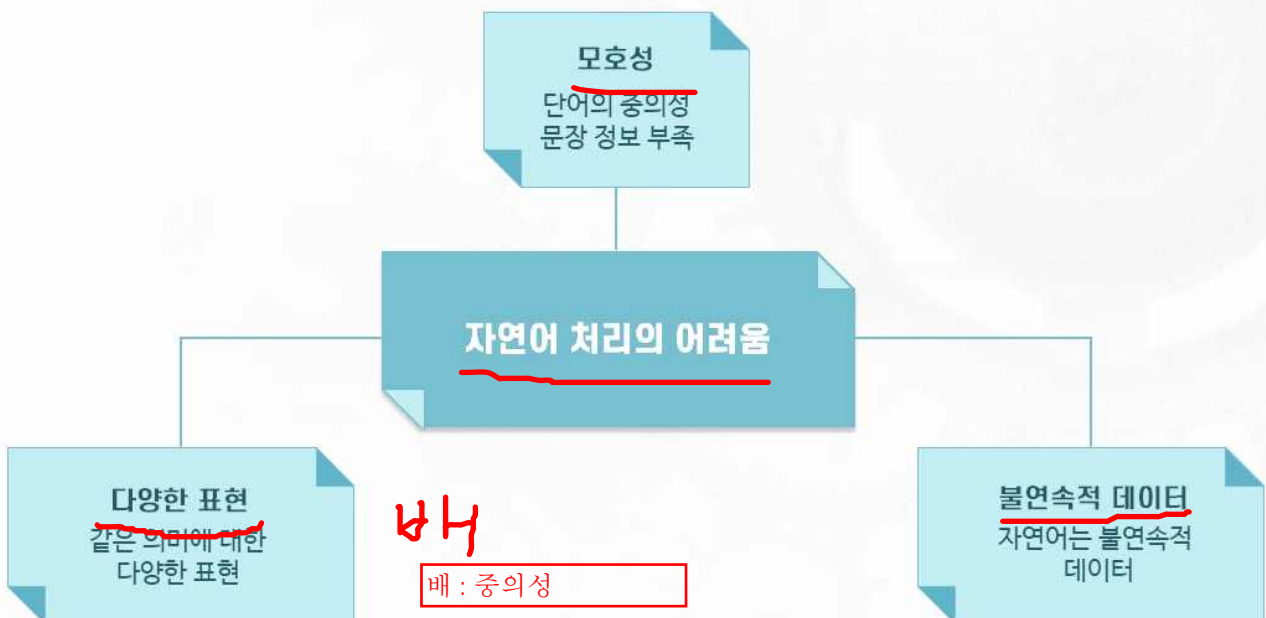 모호성
단어의 중의성
문장 정보 부족
자연어 처리의 어려움
다양한 표현
같은 의미에 대한
다양한 표현
배
배 : 중의성
불연속적 데이터
자연어는 불연속적
데이터